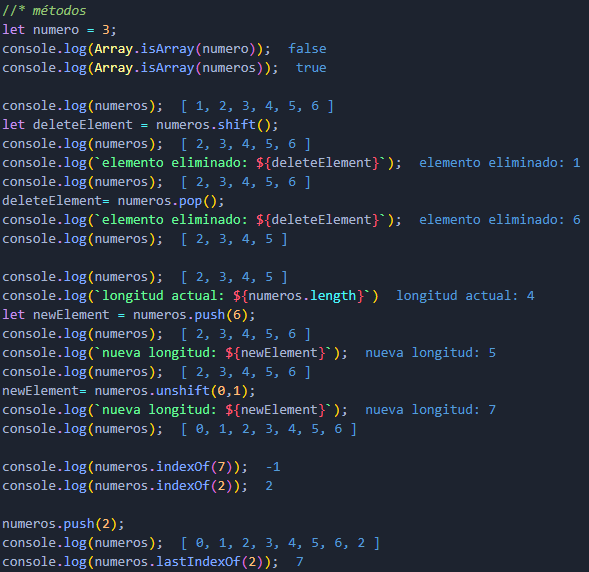 //* métodos
let numero = 3;
console.log(Array.isArray(numero));  false
console.log(Array.isArray(numeros));  true
console.log(numeros);  [ 1, 2, 3, 4, 5, 6 ]
let deleteElement = numeros.shift();
console.log(numeros);  [ 2, 3, 4, 5, 6 ]
console.log(`elemento eliminado: ${deleteElement}`);  elemento eliminado: 1
console.log(numeros);  [ 2, 3, 4, 5, 6 ]
deleteElement= numeros.pop();
console.log(`elemento eliminado: ${deleteElement}`);  elemento eliminado: 6
console.log(numeros);  [ 2, 3, 4, 5 ]
console.log(numeros);  [ 2, 3, 4, 5 ]
console.log(`longitud actual: ${numeros.length}`)  longitud actual: 4
let newElement = numeros.push(6);
console.log(numeros);  [ 2, 3, 4, 5, 6 ]
console.log(`nueva longitud: ${newElement}`);  nueva longitud: 5
console.log(numeros);  [ 2, 3, 4, 5, 6 ]
newElement= numeros.unshift(0,1);
console.log(`nueva longitud: ${newElement}`);  nueva longitud: 7
console.log(numeros);  [ 0, 1, 2, 3, 4, 5, 6 ]
console.log(numeros.indexOf(7));  -1
console.log(numeros.indexOf(2));  2
numeros.push(2);
console.log(numeros);  [ 0, 1, 2, 3, 4, 5, 6, 2 ]
console.log(numeros.lastIndexOf(2));  7